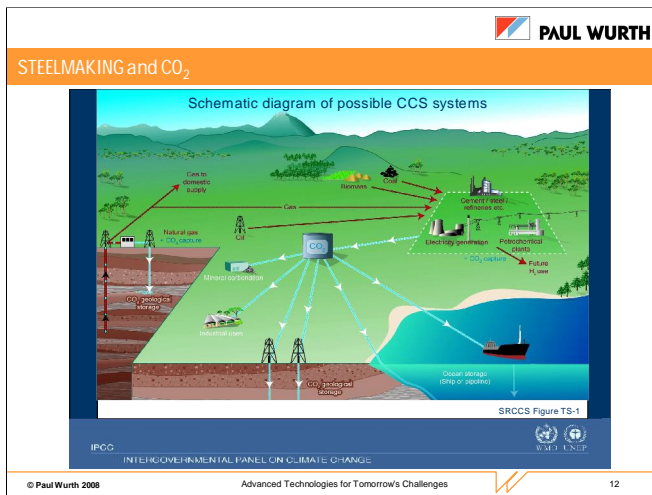 PAUL WURTH
STEELMAKING and CO2
Schematic diagram of possible CCS systems
Gas to
domestic
supply
Biomass
Coal
Cement / steel /
refineries etc.
Gas
Oil
Natural gas
+ CO2 capture
CO2
Electricity generation
Petrochemical
plants
+ CO2 capture
Future
H2 use
Mineral carbonation
CO2 geological
storage
Industrial uses
CO2 geological
storage
Ocean storage
(Ship or pipeline)
SRCCS Figure TS-1
IPCC
INTERGOVERNMENTAL PANEL ON CLIMATE CHANGE
WMO UNEP
© Paul Wurth 2008
Advanced Technologies for Tomorrow's Challenges
12